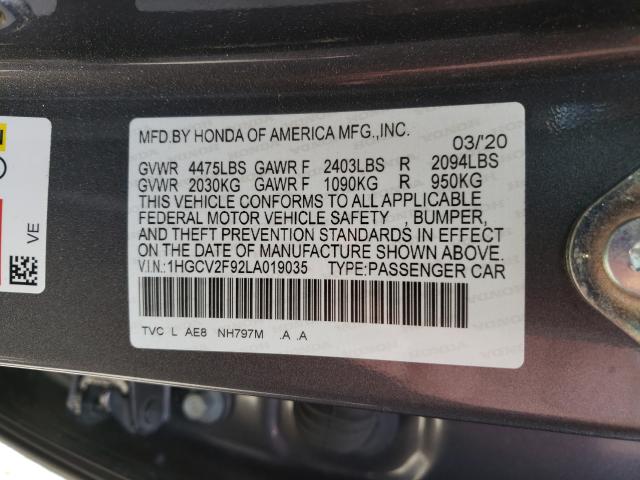 MFD.BY HONDA OF AMERICA MFG.,INC. 03/'20
GVWR 4475LBS GAWR F 2403LBS R 2094LBS
GVWR 2030KG GAWR F 1090KG R 950KG
THIS VEHICLE CONFORMS TO ALL APPLICABLE
FEDERAL MOTOR VEHICLE SAFETY , BUMPER,
AND THEFT PREVENTION STANDARDS IN EFFECT
ON THE DATE OF MANUFACTURE SHOWN ABOVE.
V.I.N.:1HGCV2F92LA019035 TYPE:PASSENGER CAR
TVC L AE8 NH797M .A .A
VE